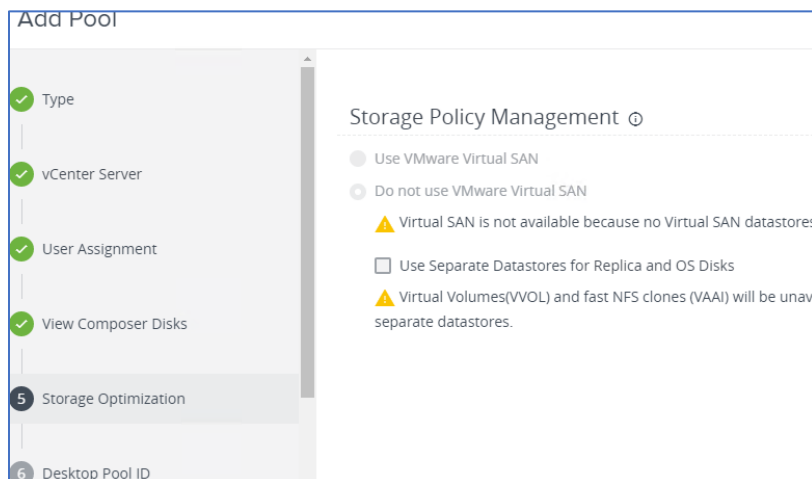 Add Pool
Type
vCenter Server
User Assignment
View Composer Disks
5 Storage Optimization
6 Desktop Pool ID
Storage Policy Management
Use VMware Virtual SAN
Do not use VMware Virtual SAN
Virtual SAN is not available because no Virtual SAN datastores
Use Separate Datastores for Replica and OS Disks
Virtual Volumes(VVOL) and fast NFS clones (VAAI) will be
separate datastores.